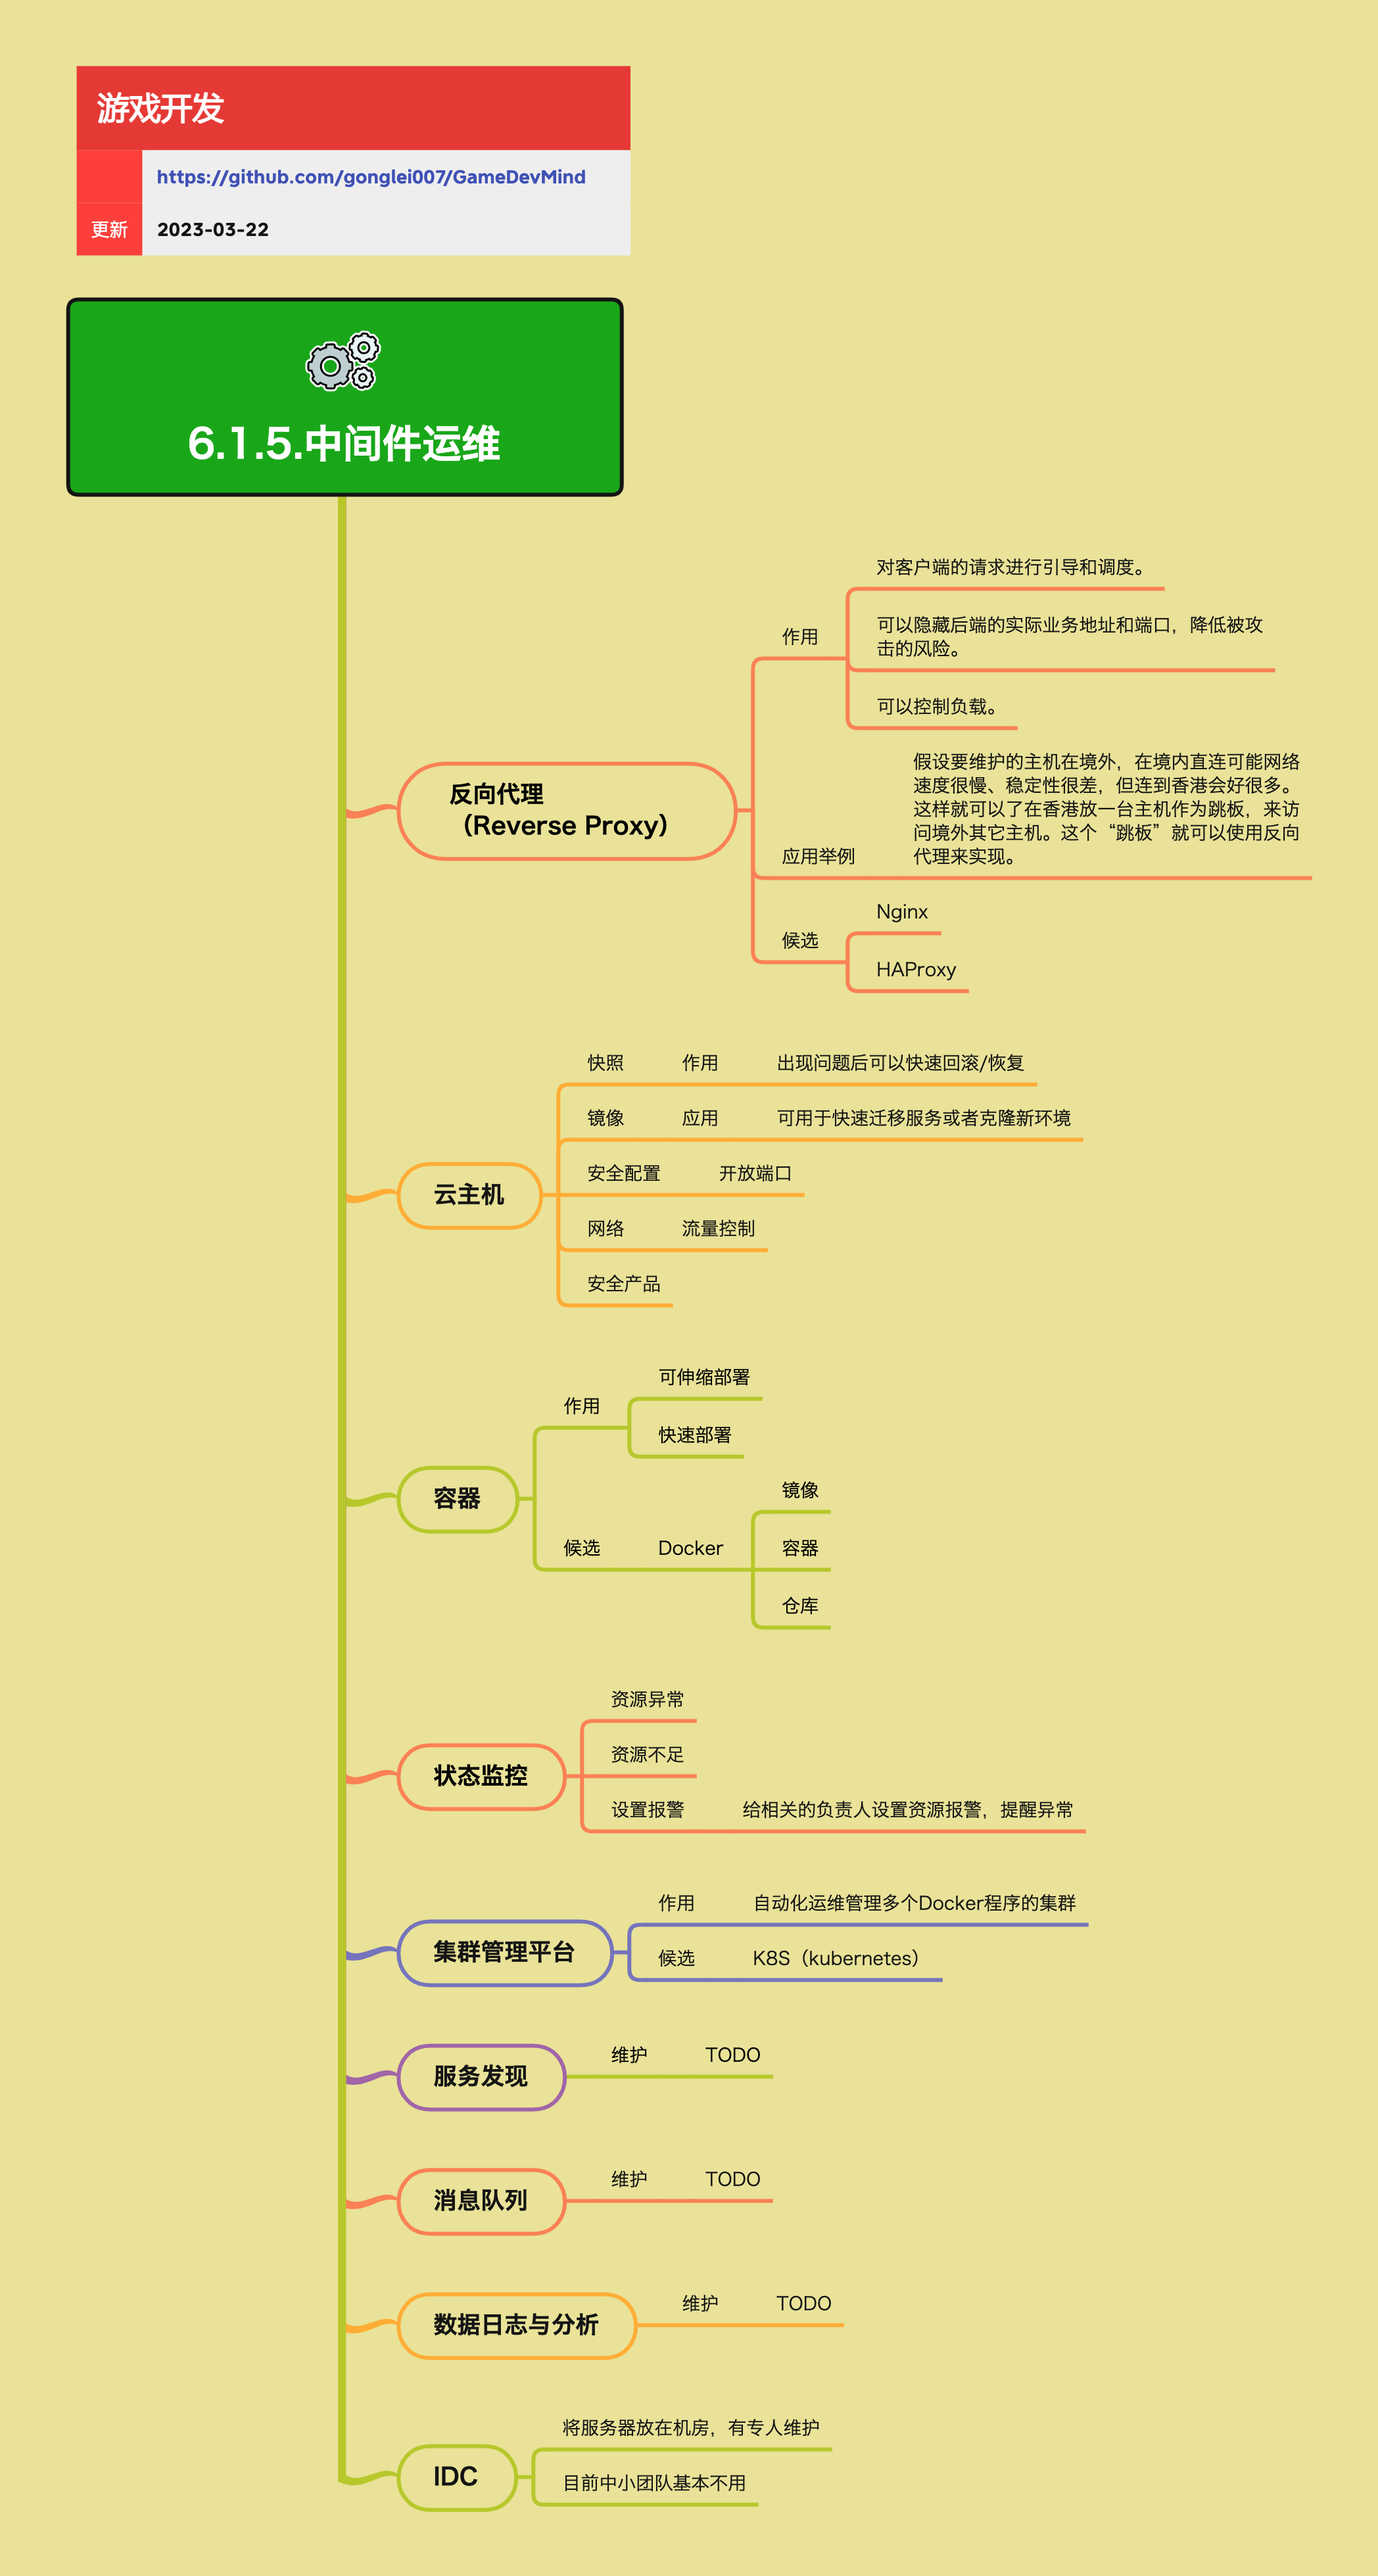 游戏开发
https://github.com/gonglei007/GameDevMind
更新
2023-03-22
6.1.5.中间件运维
反向代理
（Reverse Proxy）
作用
对客户端的请求进行引导和调度。
可以隐藏后端的实际业务地址和端口，降低被攻
击的风险。
可以控制负载。
应用举例
假设要维护的主机在境外，在境内直连可能网络
速度很慢、稳定性很差，但连到香港会好很多。
这样就可以了在香港放一台主机作为跳板，来访
问境外其它主机。这个“跳板”就可以使用反向
代理来实现。
候选
Nginx
HAProxy
云主机
快照
作用
出现问题后可以快速回滚/恢复
镜像
应用
可用于快速迁移服务或者克隆新环境
安全配置
开放端口
网络
流量控制
安全产品
容器
作用
可伸缩部署
快速部署
候选
Docker
镜像
容器
仓库
状态监控
资源异常
资源不足
设置报警
给相关的负责人设置资源报警，提醒异常
集群管理平台
作用
自动化运维管理多个Docker程序的集群
候选
K8S（kubernetes）
服务发现
维护
TODO
消息队列
维护
TODO
数据日志与分析
维护
TODO
IDC
将服务器放在机房，有专人维护
目前中小团队基本不用